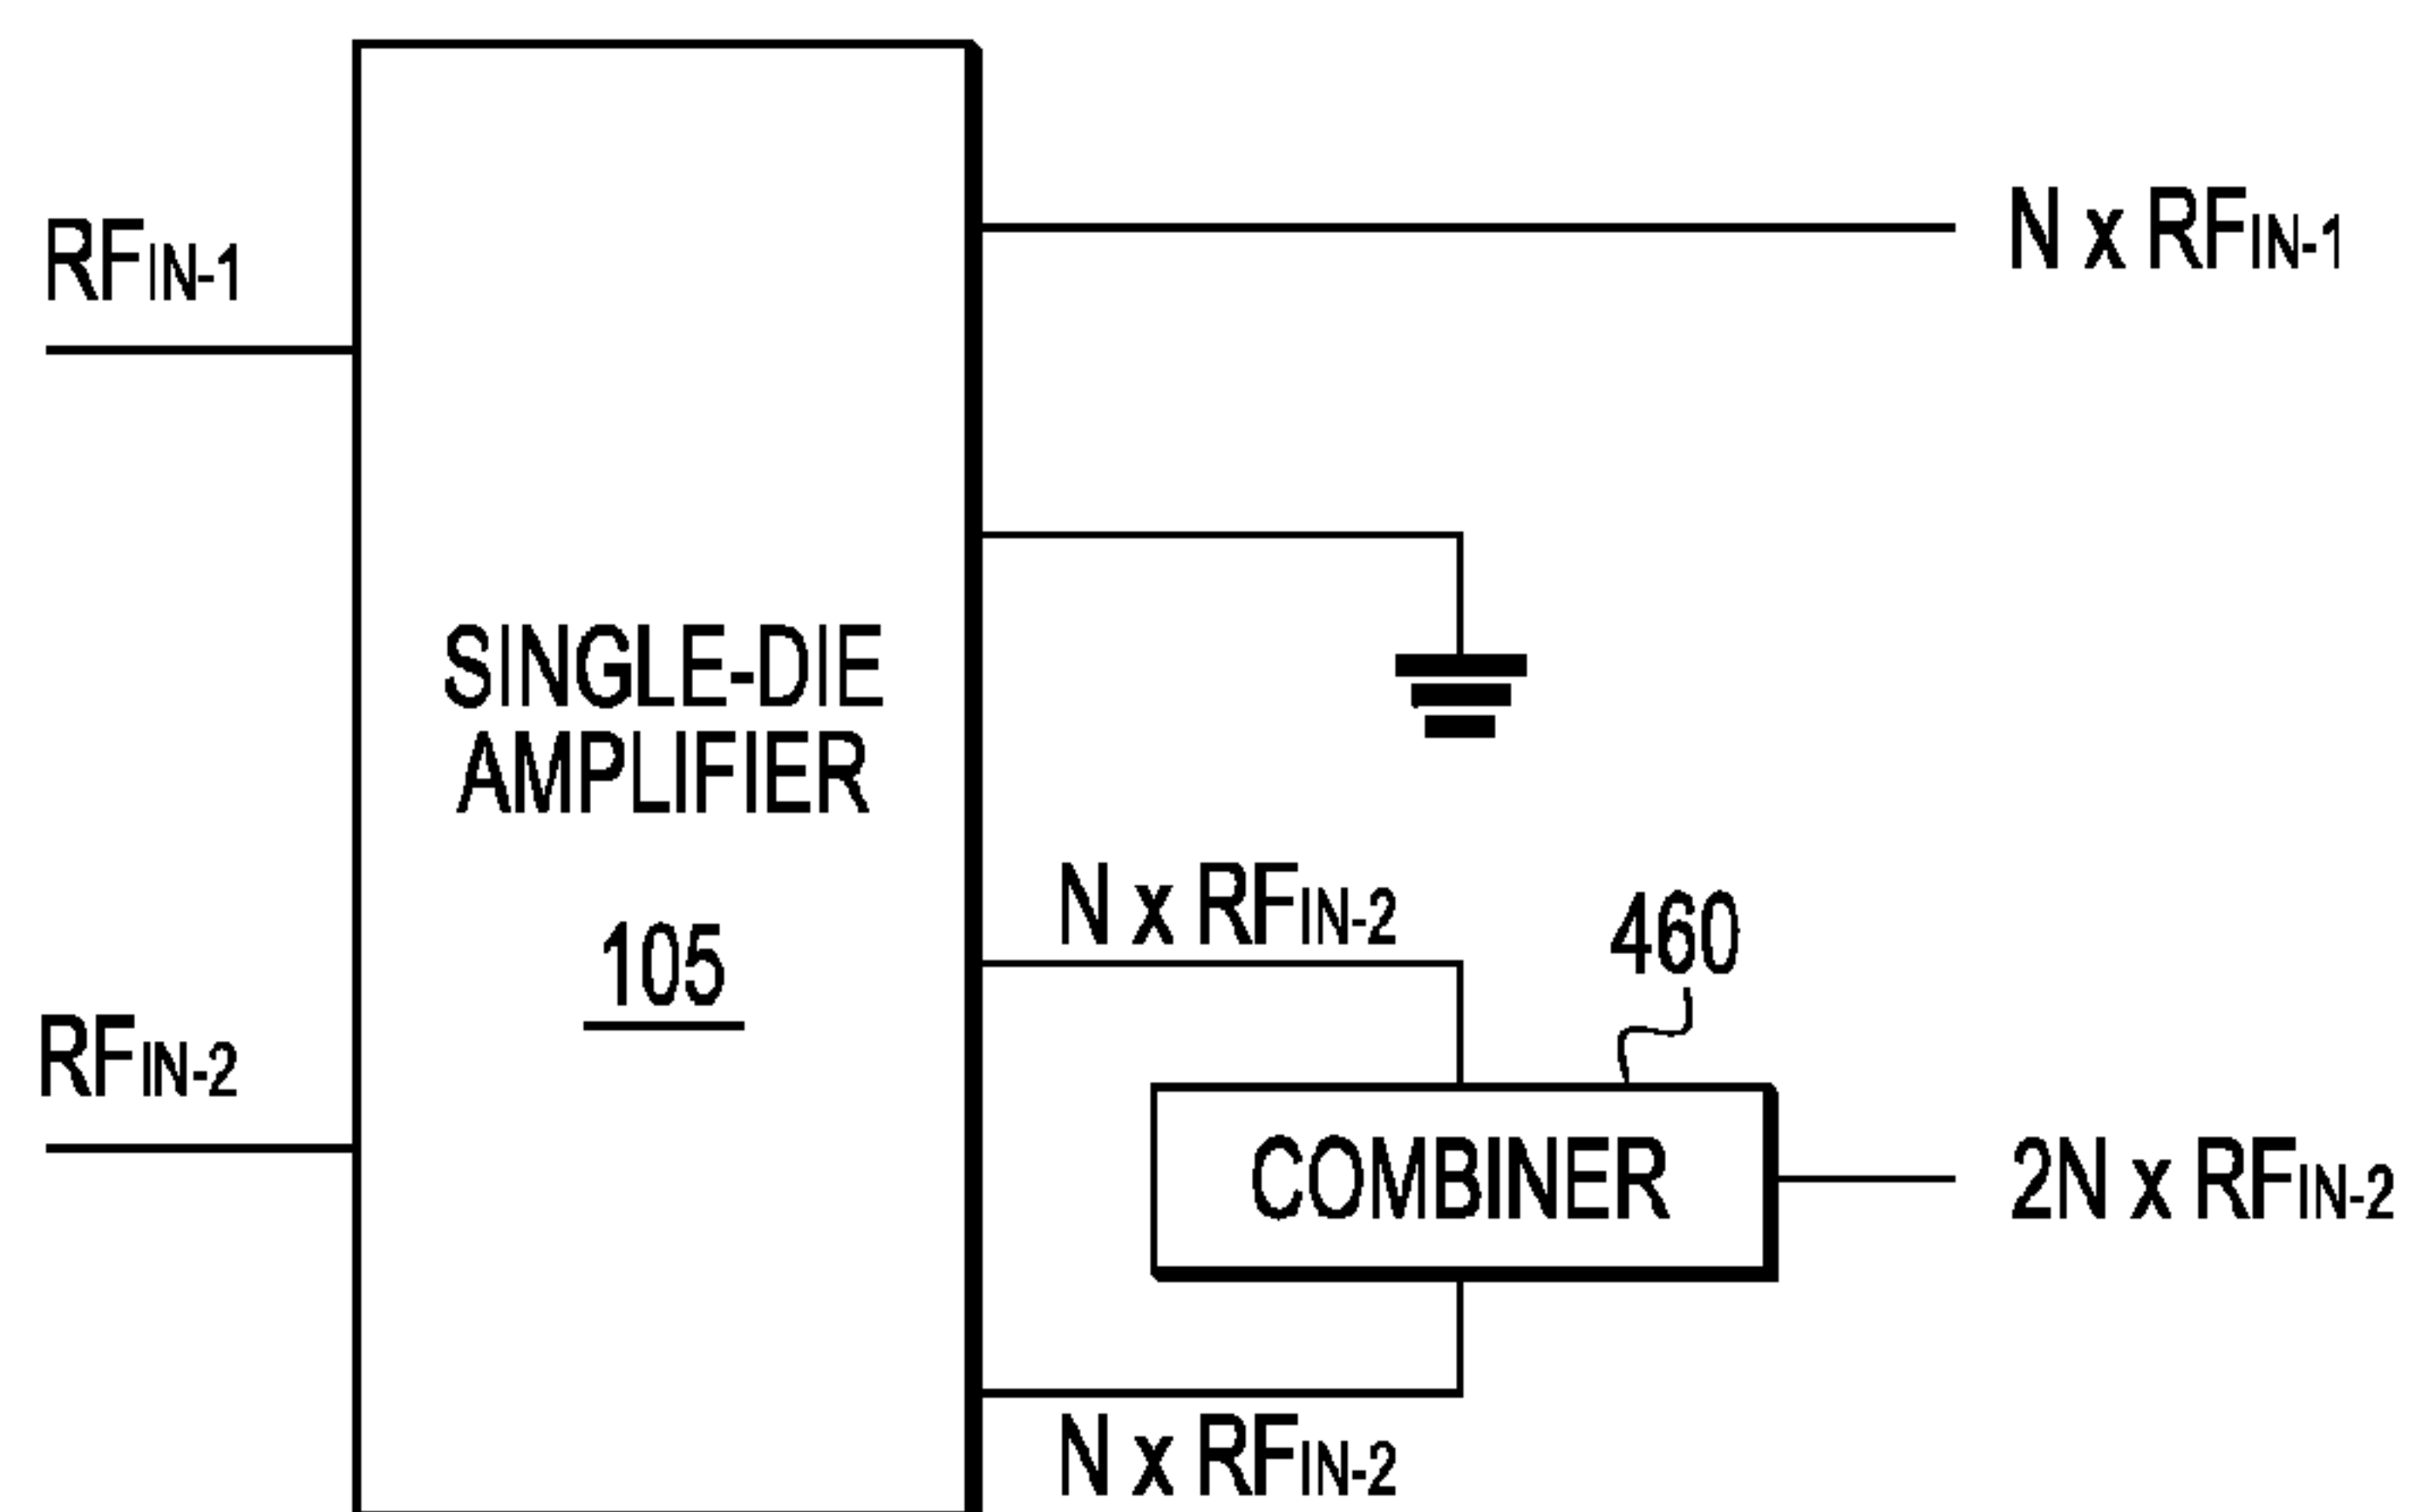 RFIN-1
N x RFIN-1
SINGLE-DIE
AMPLIFIER
105
RFIN-2
N x RFIN-2
460
COMBINER
2N x RFIN-2
N x RFIN-2